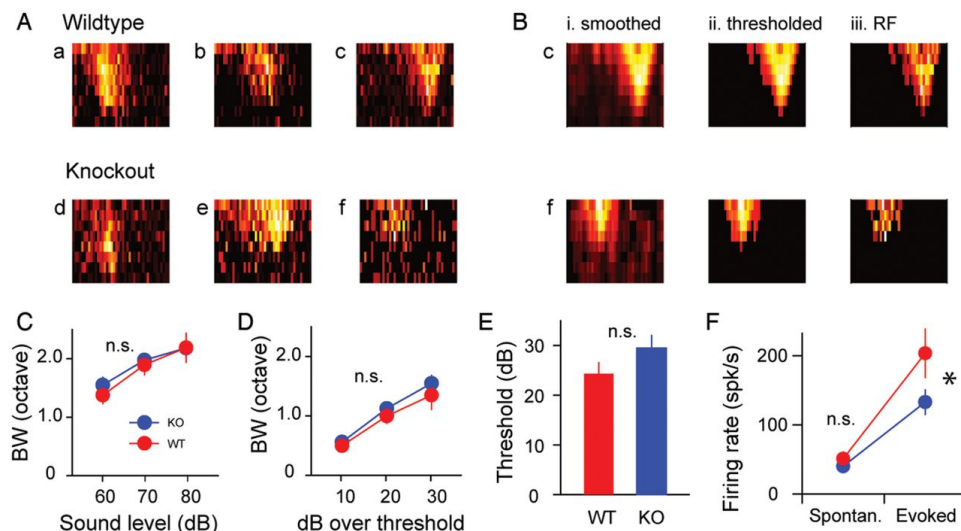 A Wildtype
a b c
Knockout
d e f
B i. smoothed ii. thresholded iii. RF
c
f
C
BW (octave)
2.0
1.0
0
n.s.
KO
WT
60 70 80
Sound level (dB)
D
BW (octave)
2.0
1.0
0
n.s.
10 20 30
dB over threshold
E
Threshold (dB)
30
20
10
0
n.s.
WT KO
F
Firing rate (spk/s)
200
100
0
n.s.
*
Spontan. Evoked